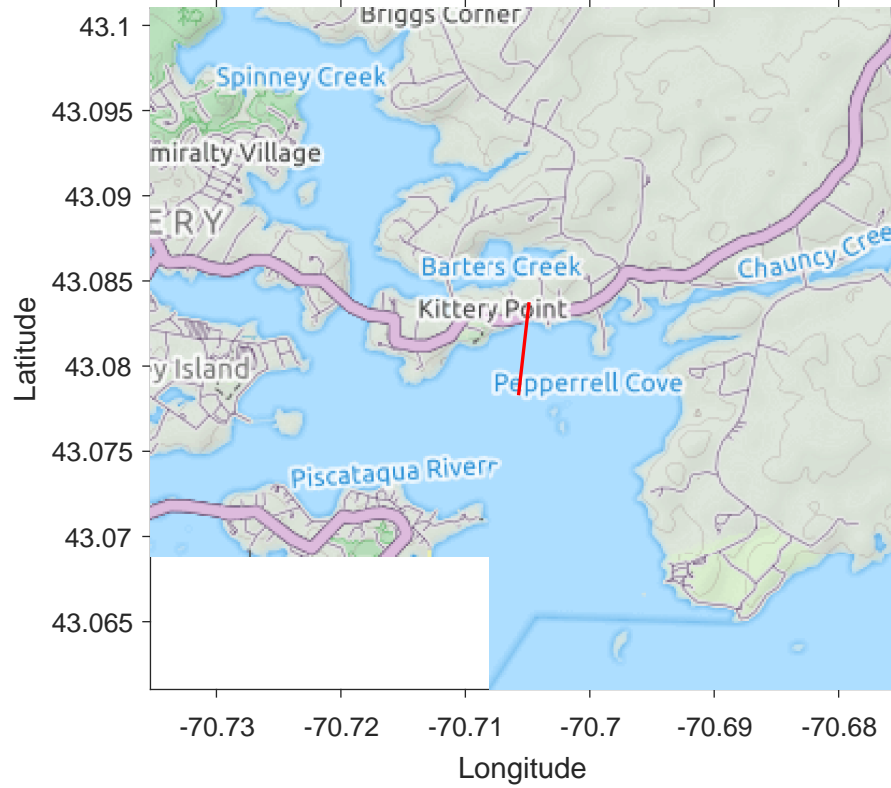 Briggs Corner
43.1
Spinney Creek
43.095
miralty Village
43.09
ERY
Chauncy Cree
43.085
Barters Creek
Kittery Point
43.08
y Island
Pepperrell Cove
43.075
Piscataqua Riverr
43.07
43.065
-70.73 -70.72 -70.71 -70.7 -70.69 -70.68
Longitude
Latitude